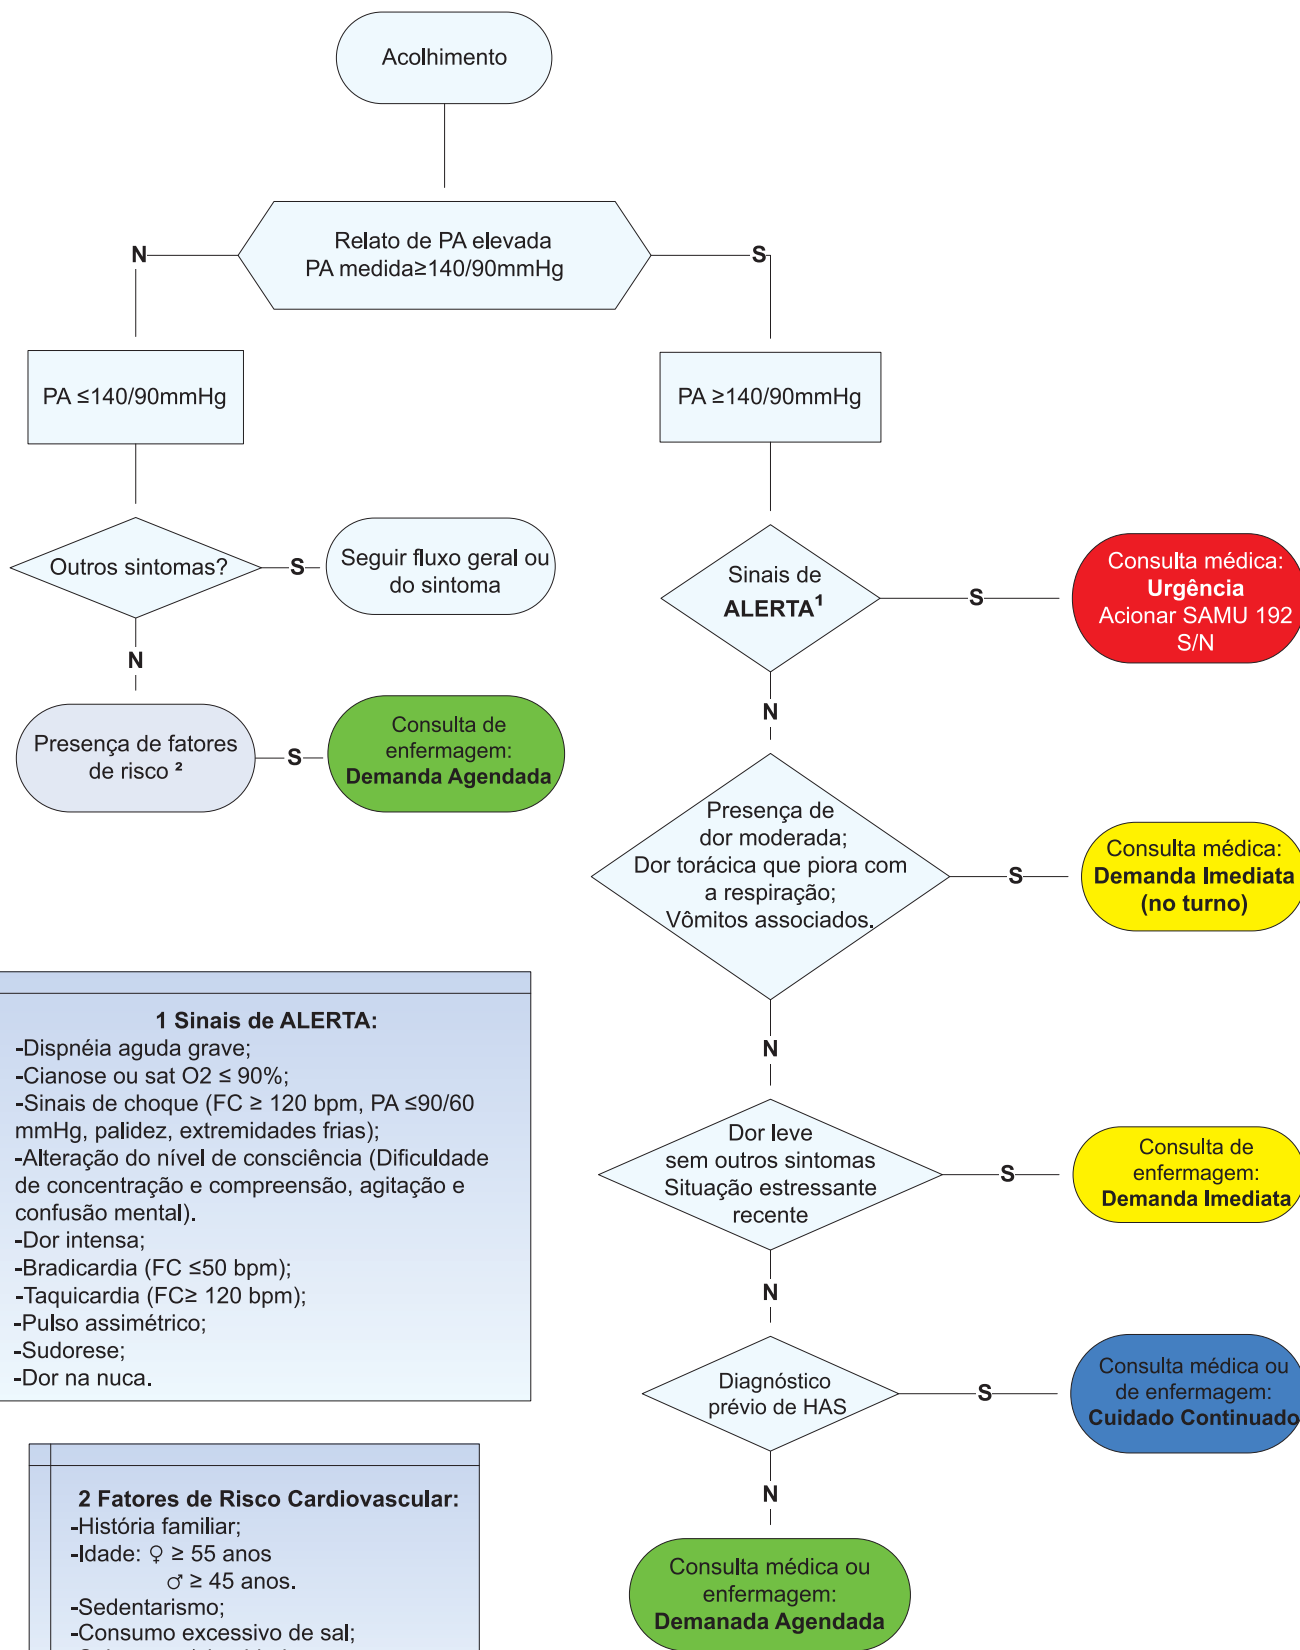 Acolhimento
Relato de PA elevada
PA medida≥140/90mmHg
N
S
PA ≤140/90mmHg
PA ≥140/90mmHg
Outros sintomas?
S
Seguir fluxo geral ou
do sintoma
N
Presença de fatores
de risco ²
S
Consulta de
enfermagem:
Demanda Agendada
Sinais de
ALERTA¹
S
Consulta médica:
Urgência
Acionar SAMU 192
S/N
N
Presença de
dor moderada;
Dor torácica que piora com
a respiração;
Vômitos associados.
S
Consulta médica:
Demanda Imediata
(no turno)
N
Dor leve
sem outros sintomas
Situação estressante
recente
S
Consulta de
enfermagem:
Demanda Imediata
N
Diagnóstico
prévio de HAS
S
Consulta médica ou
de enfermagem:
Cuidado Continuado
N
Consulta médica ou
enfermagem:
Demanada Agendada
1 Sinais de ALERTA:
-Dispnéia aguda grave;
-Cianose ou sat O2 ≤ 90%;
-Sinais de choque (FC ≥ 120 bpm, PA ≤90/60
mmHg, palidez, extremidades frias);
-Alteração do nível de consciência (Dificuldade
de concentração e compreensão, agitação e
confusão mental).
-Dor intensa;
-Bradicardia (FC ≤50 bpm);
-Taquicardia (FC≥ 120 bpm);
-Pulso assimétrico;
-Sudorese;
-Dor na nuca.
2 Fatores de Risco Cardiovascular:
-História familiar;
-Idade: ♀ ≥ 55 anos
♂ ≥ 45 anos.
-Sedentarismo;
-Consumo excessivo de sal;